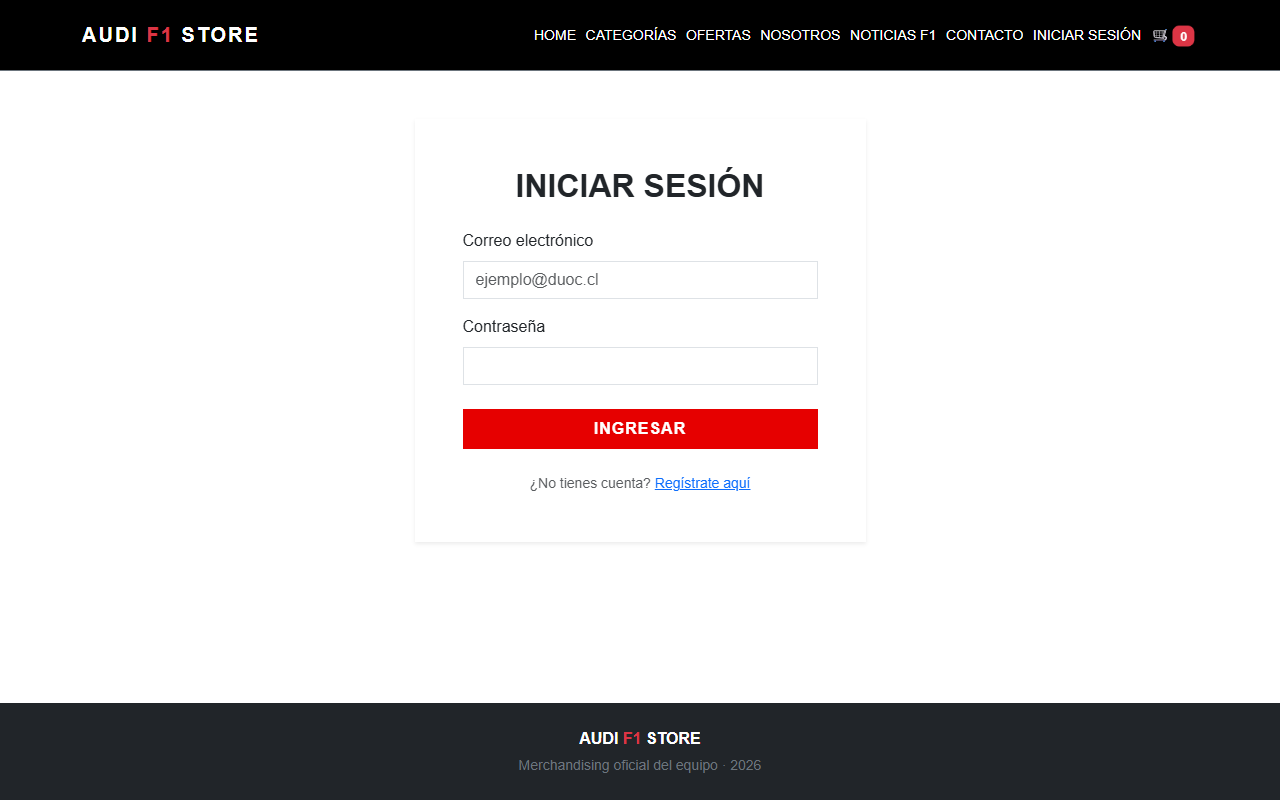 AUDI F1 STORE
HOME CATEGORÍAS OFERTAS NOSOTROS NOTICIAS F1 CONTACTO INICIAR SESIÓN 0
INICIAR SESIÓN
Correo electrónico
ejemplo@duoc.cl
Contraseña
INGRESAR
¿No tienes cuenta? Regístrate aquí
AUDI F1 STORE
Merchandising oficial del equipo · 2026